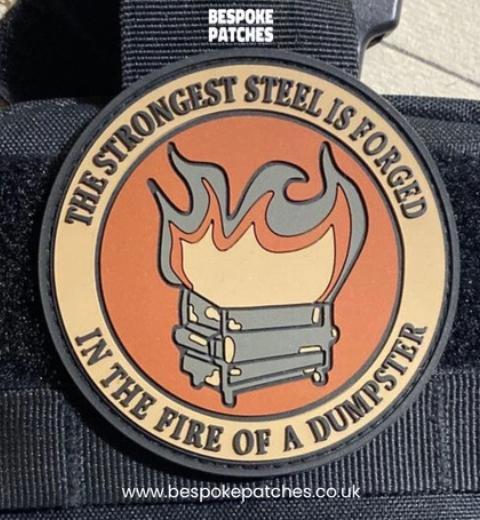 BESPOKE
PATCHES
THE STRONGEST STEEL IS FORGED
IN THE FIRE OF A DUMPSTER
www.bespokepatches.co.uk